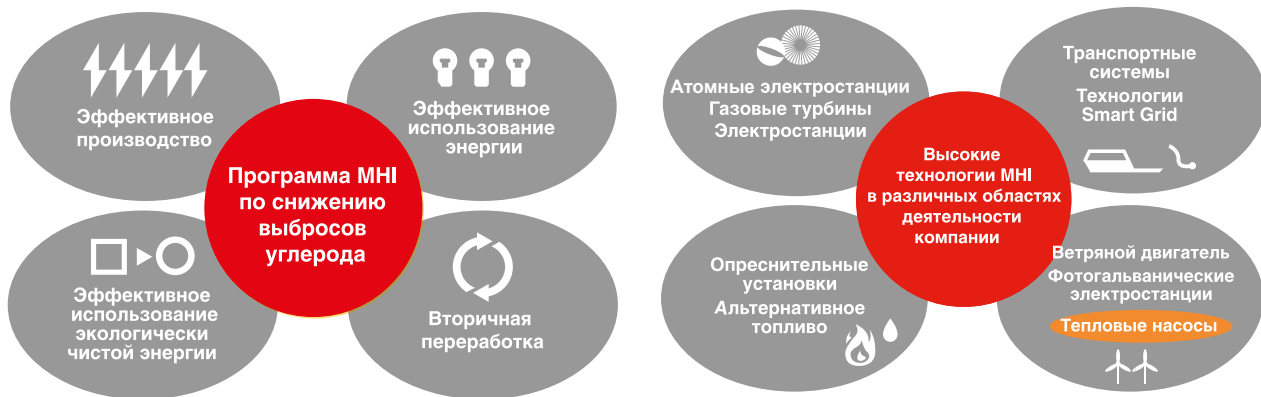 Эффективное
производство
Эффективное
использование
энергии
Программа MHI
по снижению
выбросов
углерода
Эффективное
использование
экологически
чистой энергии
Вторичная
переработка
Атомные электростанции
Газовые турбины
Электростанции
Транспортные
системы
Технологии
Smart Grid
Высокие
технологии MHI
в различных областях
деятельности
компании
Опреснительные
установки
Альтернативное
топливо
Ветряной двигатель
Фотогальванические
электростанции
Тепловые насосы